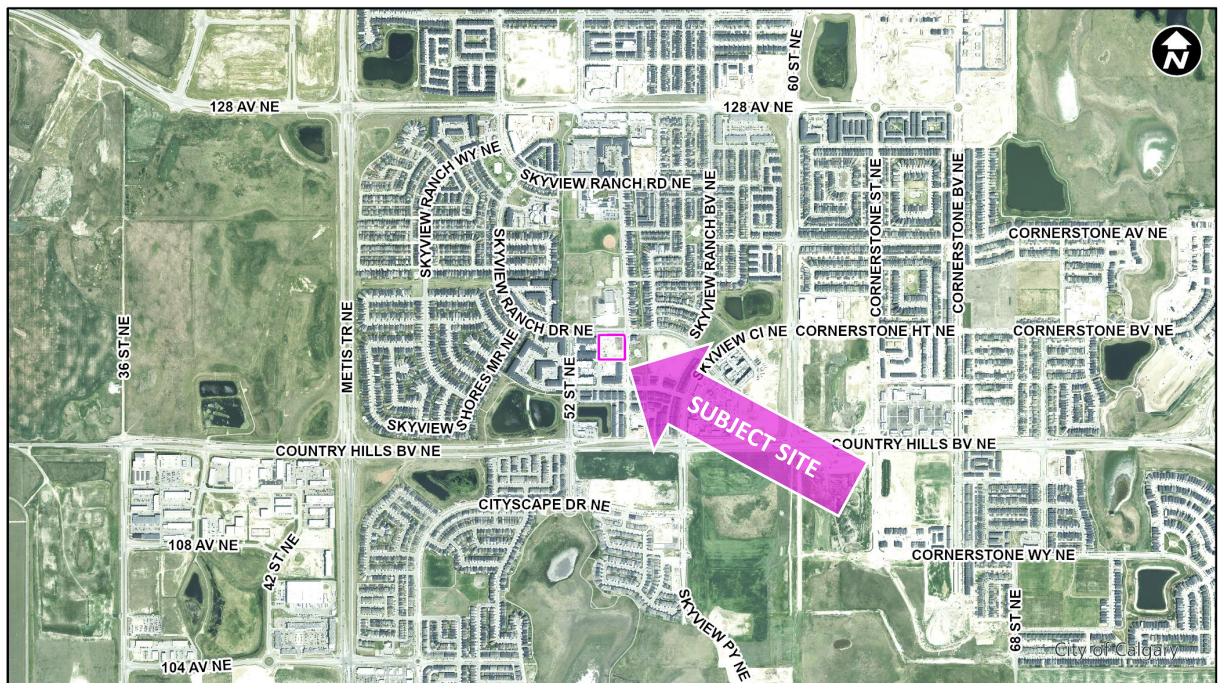 N
60 ST NE
128 AV NE
128 AV NE
SKYVIEW RANCH WY NE
SKYVIEW RANCH RD NE
SKYVIEW RANCH BV NE
CORNERSTONE ST NE
CORNERSTONE BV NE
CORNERSTONE AV NE
SKYVIEW RANCH DR NE
36 ST NE
METIS TR NE
SKYVIEW SHORES MR NE
52 ST NE
SKYVIEW CI NE
CORNERSTONE HT NE
CORNERSTONE BV NE
SUBJECT SITE
COUNTRY HILLS BV NE
COUNTRY HILLS BV NE
CITYSCAPE DR NE
108 AV NE
42 ST NE
CORNERSTONE WY NE
SKYVIEW PY NE
68 ST NE
104 AV NE
City of Calgary